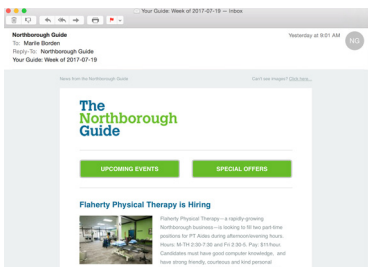 Your Guide: Week of 2017-07-19 — Inbox
Northborough Guide
Yesterday at 9:01 AM
NG
To: Marile Borden
Reply-To: Northborough Guide
Your Guide: Week of 2017-07-19
News from the Northborough Guide
Can't see images? Click here...
The
Northborough
Guide
UPCOMING EVENTS
SPECIAL OFFERS
Flaherty Physical Therapy is Hiring
Flaherty Physical Therapy—a rapidly-growing
Northborough business—is looking to fill two part-time
positions for PT Aides during afternoon/evening hours.
Hours: M-TH 2:30-7:30 and Fri 2:30-5. Pay: $11/hour.
Candidates must have good computer knowledge, and
have strong friendly, courteous and kind personal